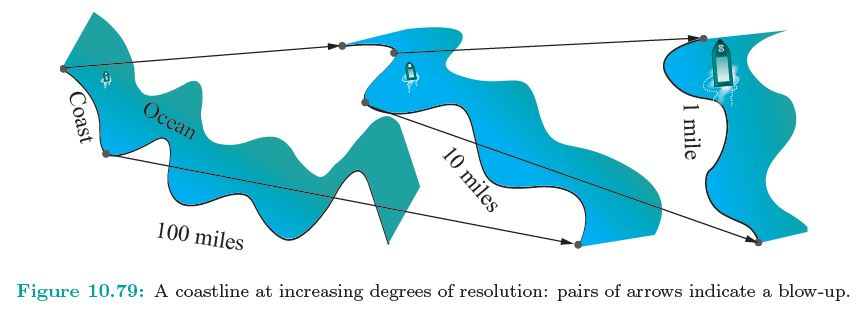 Coast
Ocean
100 miles
10 miles
1 mile
Figure 10.79: A coastline at increasing degrees of resolution: pairs of arrows indicate a blow-up.